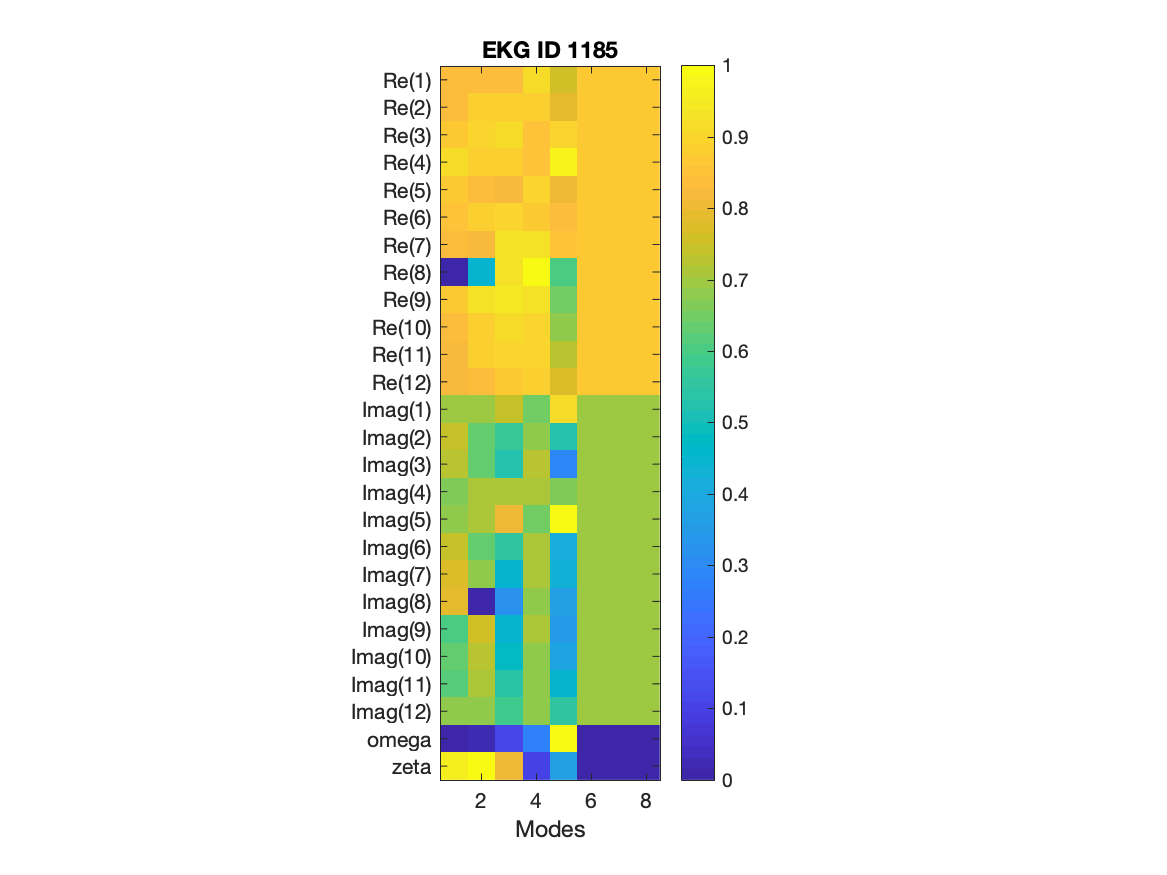 EKG ID 1185
Re(1)
Re(2)
Re(3)
Re(4)
Re(5)
Re(6)
Re(7)
Re(8)
Re(9)
Re(10)
Re(11)
Re(12)
Imag(1)
Imag(2)
Imag(3)
Imag(4)
Imag(5)
Imag(6)
Imag(7)
Imag(8)
Imag(9)
Imag(10)
Imag(11)
Imag(12)
omega
zeta
2 4 6 8
Modes
1
0.9
0.8
0.7
0.6
0.5
0.4
0.3
0.2
0.1
0